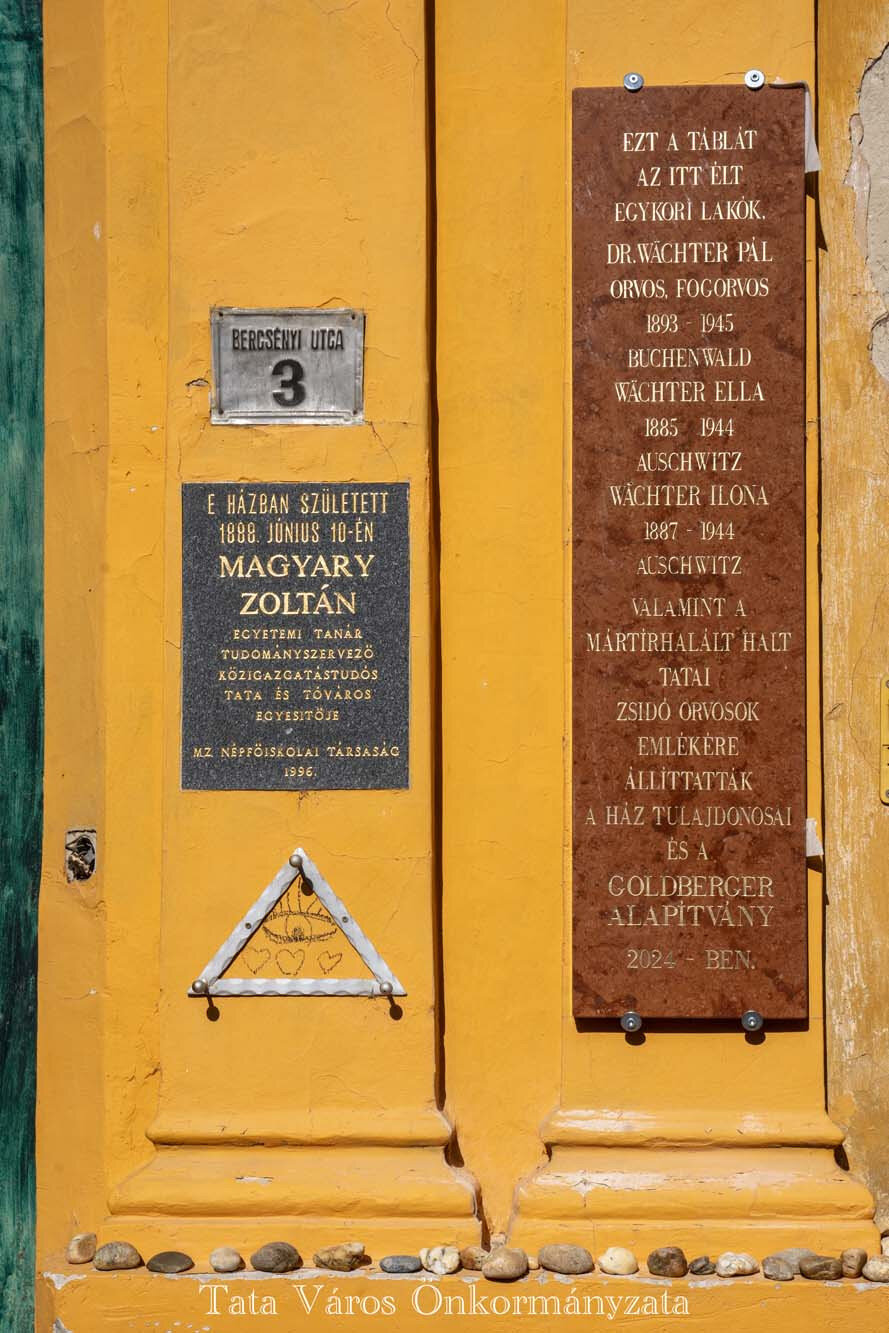 BERCSÉNYI UTCA
3
E HÁZBAN SZÜLETETT
1888. JÚNIUS 10-ÉN
MAGYARY
ZOLTÁN
EGYETEMI TANÁR
TUDOMÁNYSZERVEZŐ
KÖZIGAZGATÁSTUDÓS
TATA ÉS TÓVÁROS
EGYESITŐJE
MZ NÉPFŐISKOLAI TÁRSASÁG
1996.
EZT A TÁBLÁT
AZ ITT ÉLT
EGYKORI LAKÓK,
DR. WÄCHTER PÁL
ORVOS, FOGORVOS
1893 - 1945
BUCHENWALD
WÄCHTER ELLA
1885 - 1944
AUSCHWITZ
WÄCHTER ILONA
1887 - 1944
AUSCHWITZ
VALAMINT A
MÁRTÍRHALÁLT HALT
TATAI
ZSIDÓ ORVOSOK
EMLÉKÉRE
ÁLLÍTTATTÁK
A HÁZ TULAJDONOSAI
ÉS A
GOLDBERGER
ALAPÍTVÁNY
2024 - BEN.
Tata Város Önkormányzata